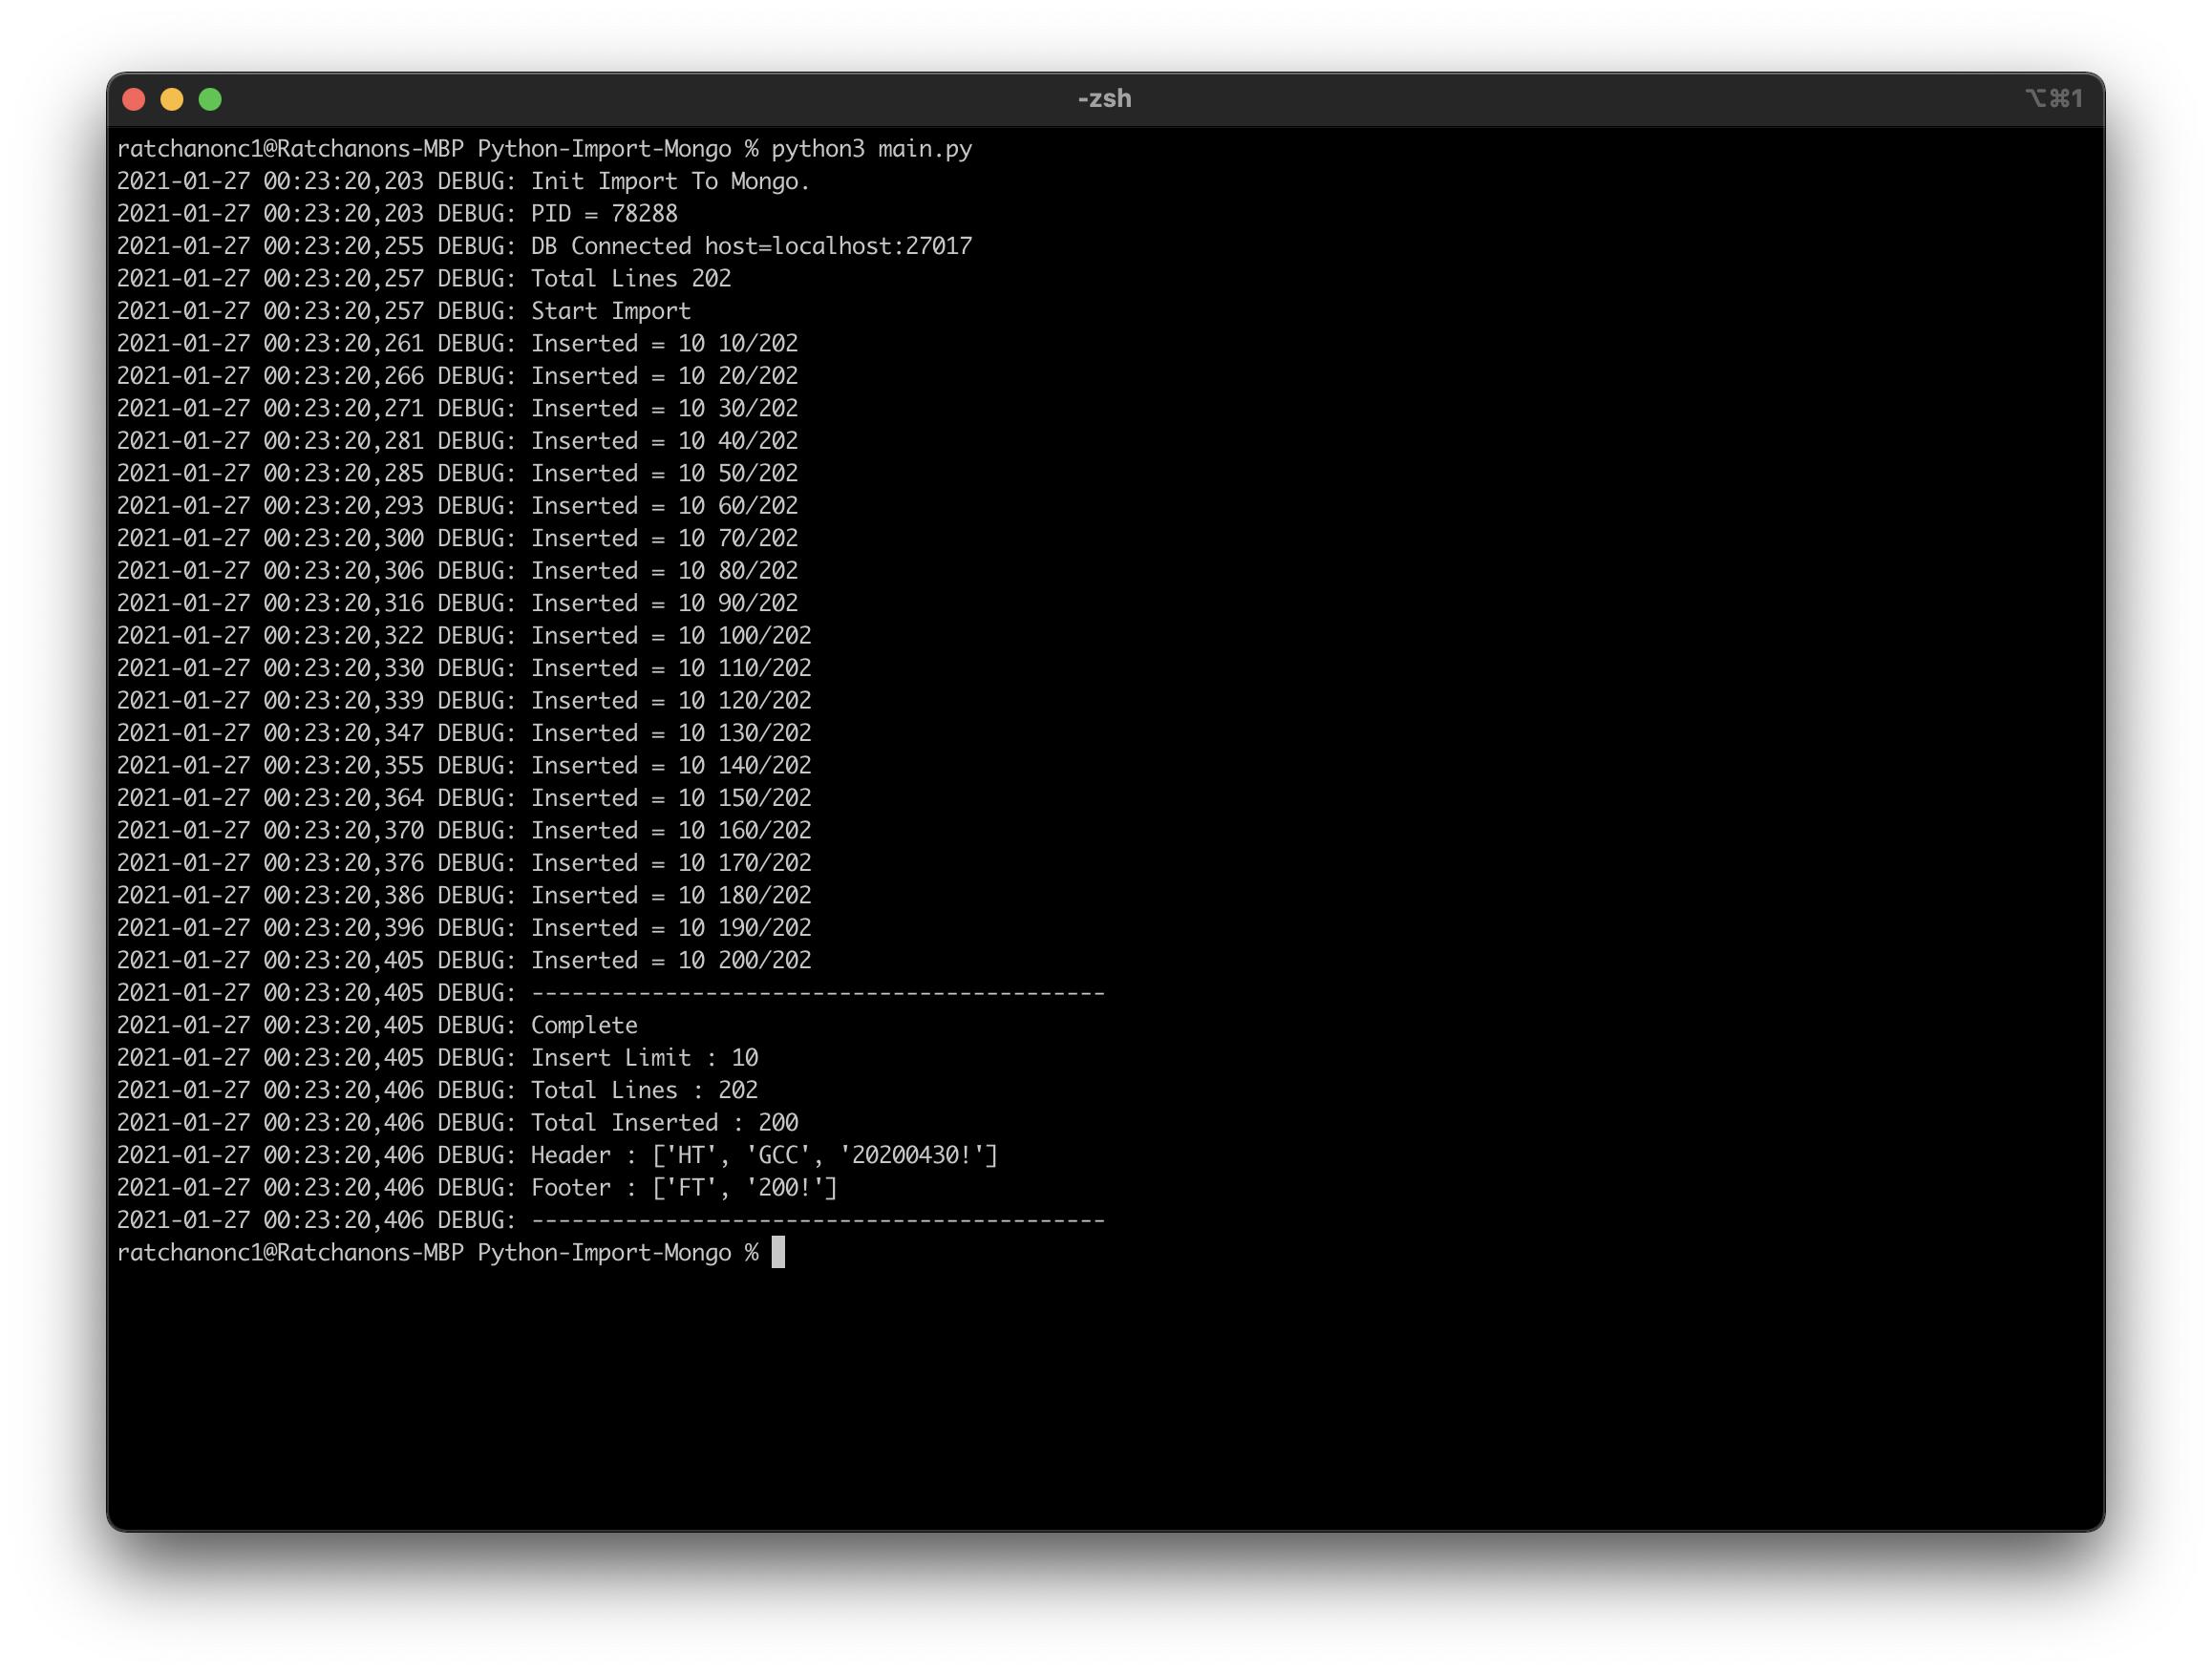 -zsh
⌥⌘1
ratchanonc1@Ratchanons-MBP Python-Import-Mongo % python3 main.py
2021-01-27 00:23:20,203 DEBUG: Init Import To Mongo.
2021-01-27 00:23:20,203 DEBUG: PID = 78288
2021-01-27 00:23:20,255 DEBUG: DB Connected host=localhost:27017
2021-01-27 00:23:20,257 DEBUG: Total Lines 202
2021-01-27 00:23:20,257 DEBUG: Start Import
2021-01-27 00:23:20,261 DEBUG: Inserted = 10 10/202
2021-01-27 00:23:20,266 DEBUG: Inserted = 10 20/202
2021-01-27 00:23:20,271 DEBUG: Inserted = 10 30/202
2021-01-27 00:23:20,281 DEBUG: Inserted = 10 40/202
2021-01-27 00:23:20,285 DEBUG: Inserted = 10 50/202
2021-01-27 00:23:20,293 DEBUG: Inserted = 10 60/202
2021-01-27 00:23:20,300 DEBUG: Inserted = 10 70/202
2021-01-27 00:23:20,306 DEBUG: Inserted = 10 80/202
2021-01-27 00:23:20,316 DEBUG: Inserted = 10 90/202
2021-01-27 00:23:20,322 DEBUG: Inserted = 10 100/202
2021-01-27 00:23:20,330 DEBUG: Inserted = 10 110/202
2021-01-27 00:23:20,339 DEBUG: Inserted = 10 120/202
2021-01-27 00:23:20,347 DEBUG: Inserted = 10 130/202
2021-01-27 00:23:20,355 DEBUG: Inserted = 10 140/202
2021-01-27 00:23:20,364 DEBUG: Inserted = 10 150/202
2021-01-27 00:23:20,370 DEBUG: Inserted = 10 160/202
2021-01-27 00:23:20,376 DEBUG: Inserted = 10 170/202
2021-01-27 00:23:20,386 DEBUG: Inserted = 10 180/202
2021-01-27 00:23:20,396 DEBUG: Inserted = 10 190/202
2021-01-27 00:23:20,405 DEBUG: Inserted = 10 200/202
2021-01-27 00:23:20,405 DEBUG: -------------------------------------------
2021-01-27 00:23:20,405 DEBUG: Complete
2021-01-27 00:23:20,405 DEBUG: Insert Limit : 10
2021-01-27 00:23:20,406 DEBUG: Total Lines : 202
2021-01-27 00:23:20,406 DEBUG: Total Inserted : 200
2021-01-27 00:23:20,406 DEBUG: Header : ['HT', 'GCC', '20200430!']
2021-01-27 00:23:20,406 DEBUG: Footer : ['FT', '200!']
2021-01-27 00:23:20,406 DEBUG: -------------------------------------------
ratchanonc1@Ratchanons-MBP Python-Import-Mongo %